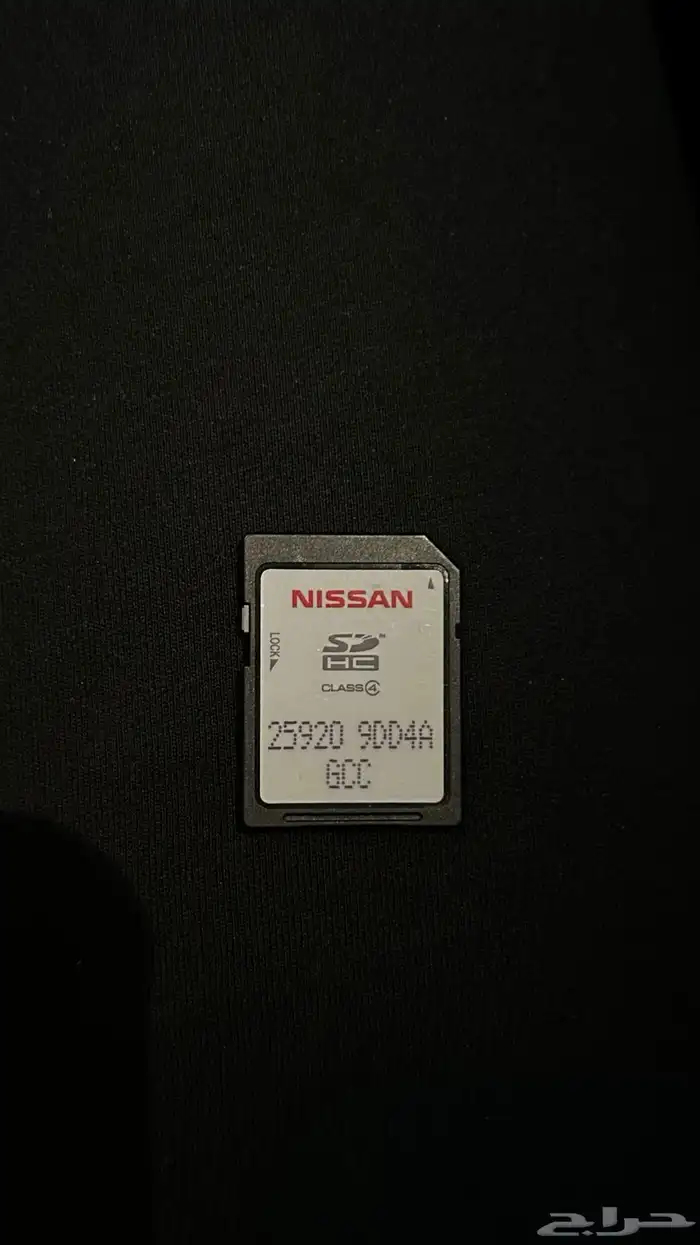 NISSAN
LOCK
SD
HC
CLASS 4
25920 9DD4A
GCC
حراج